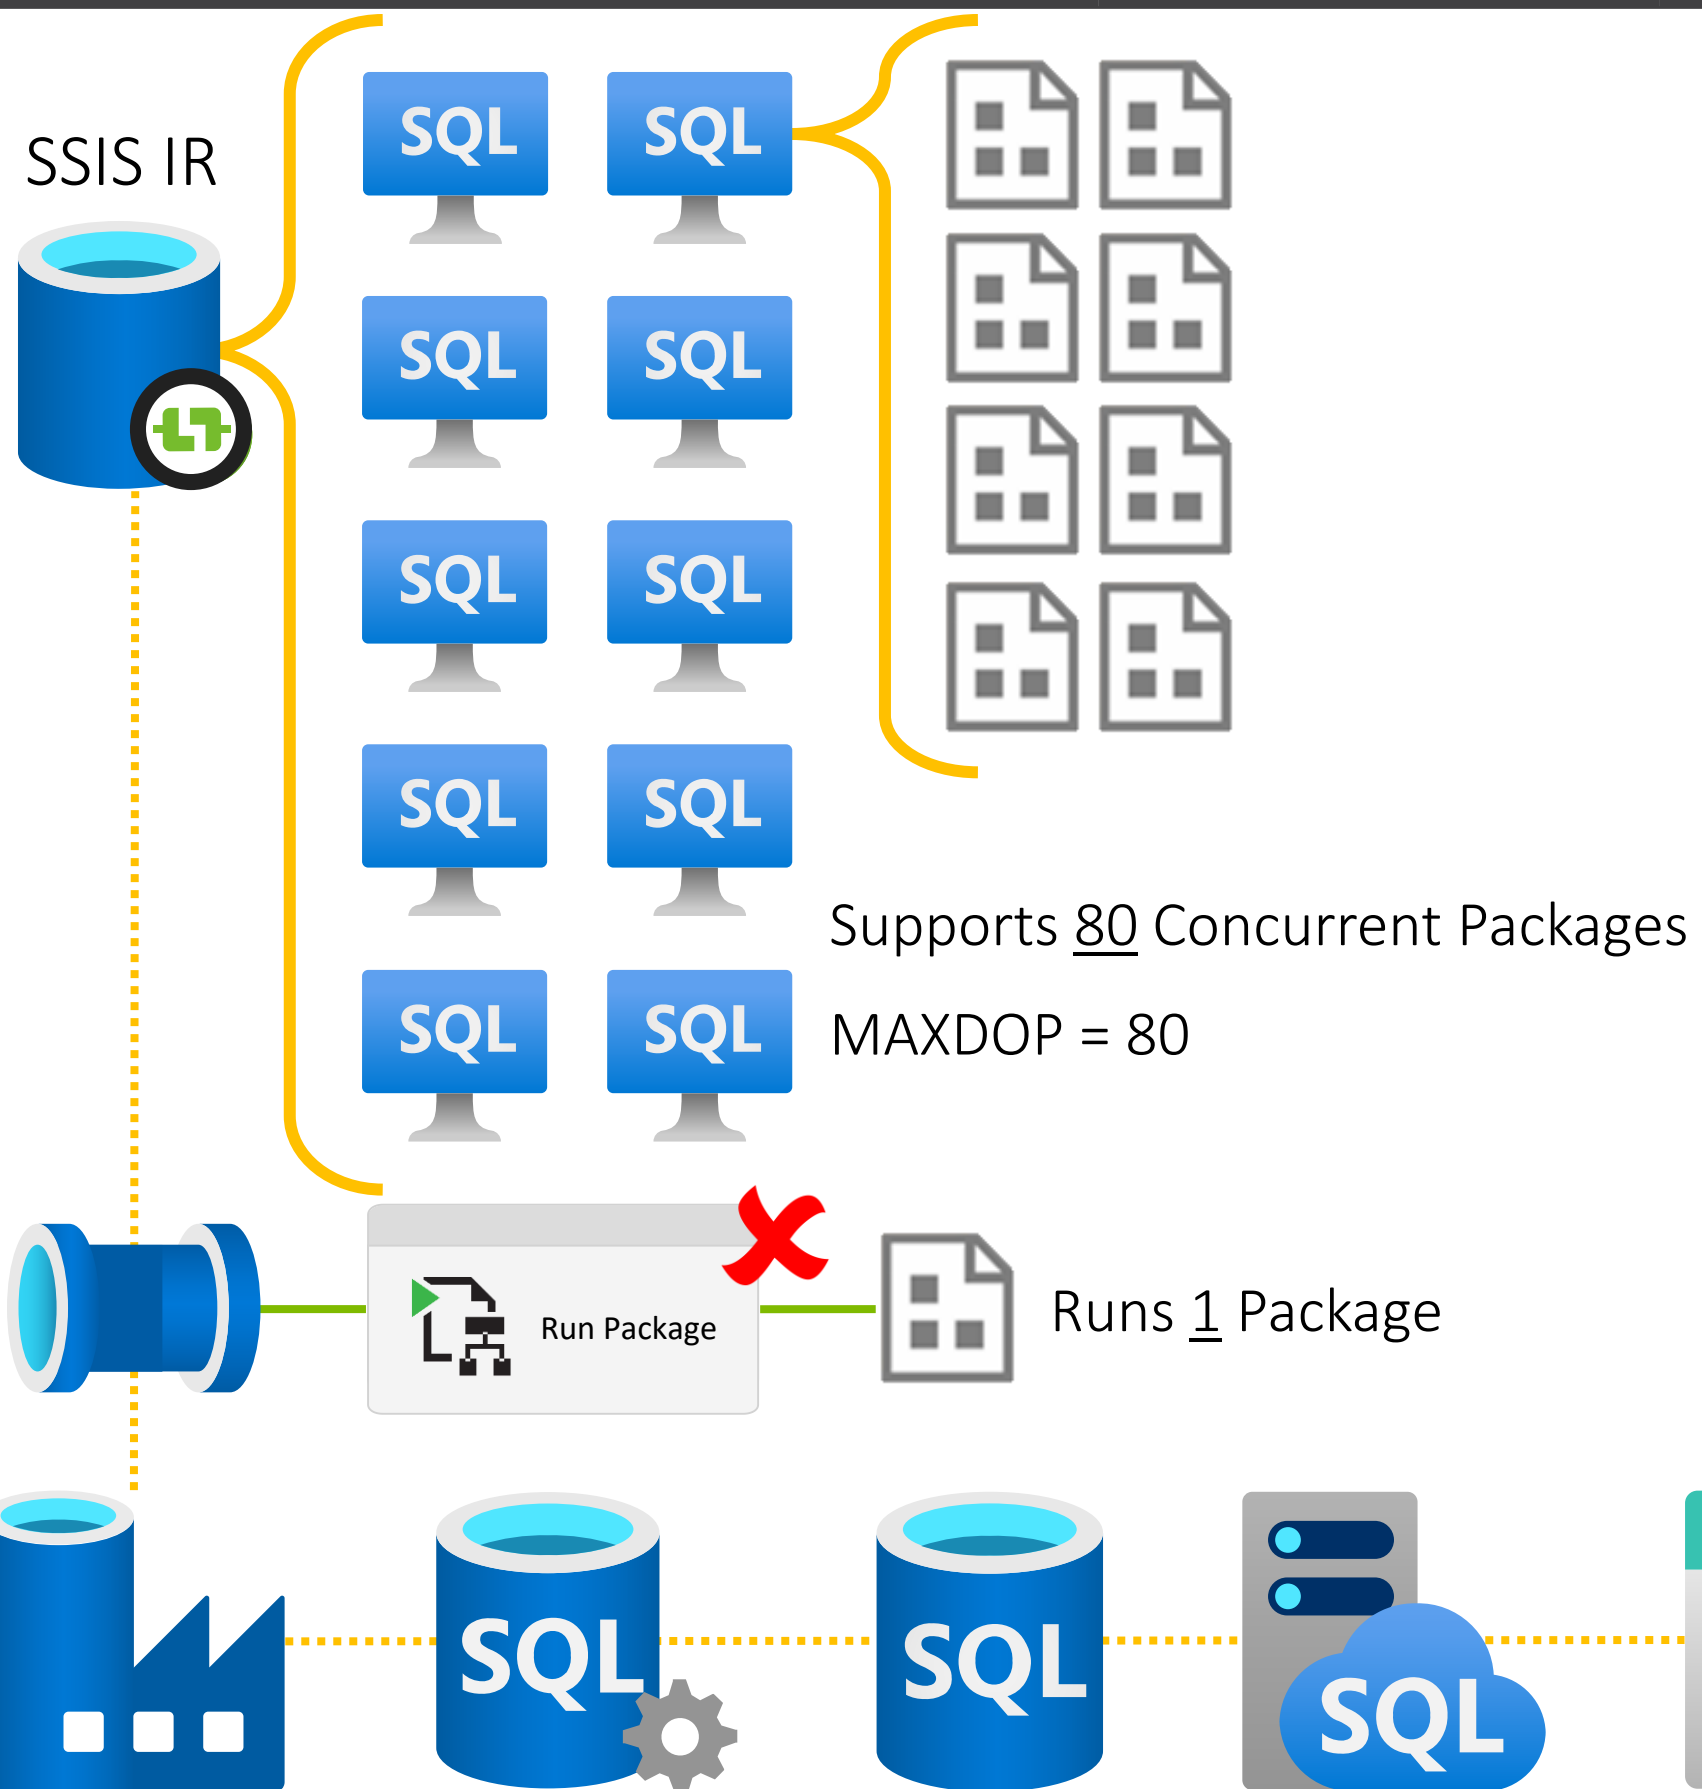 SSIS IR
SQL SQL
SQL SQL
SQL SQL
SQL SQL
SQL SQL
Supports 80 Concurrent Packages
MAXDOP = 80
Run Package
Runs 1 Package
SQL SQL SQL